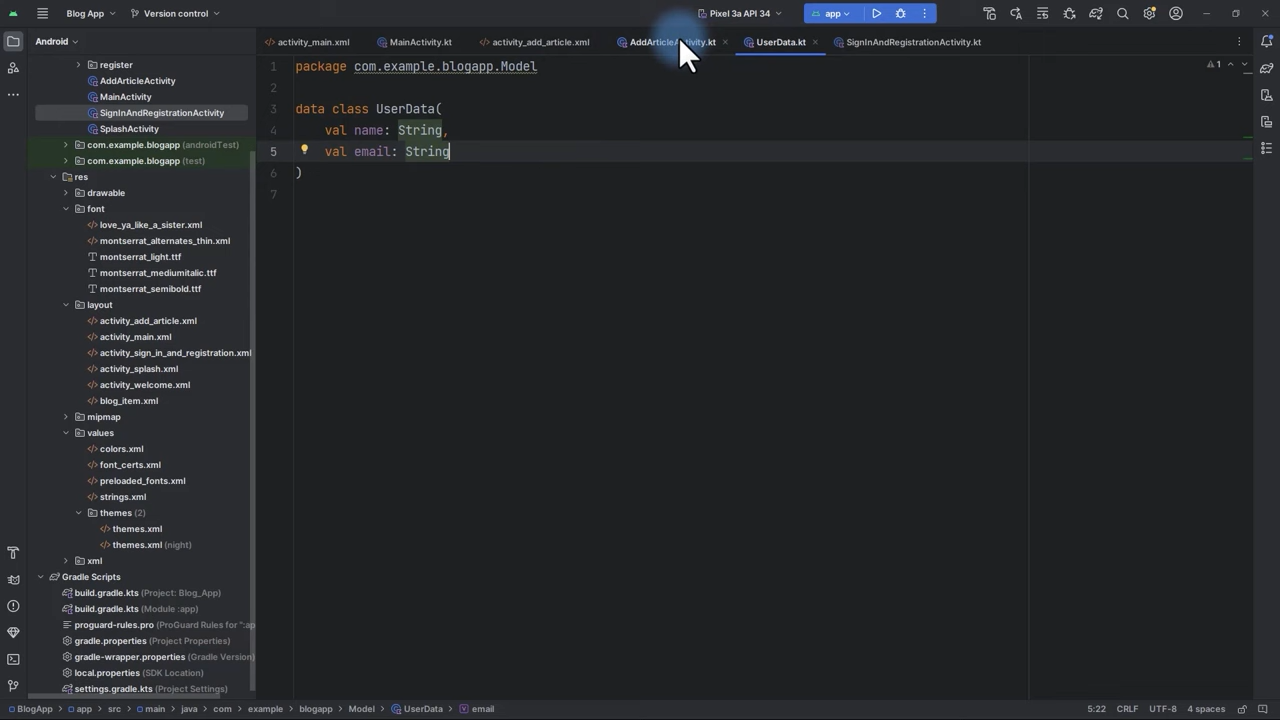 Blog App
Version control
Pixel 3a API 34
app
Android
activity_main.xml
MainActivity.kt
activity_add_article.xml
AddArticleActivity.kt
UserData.kt
SignInAndRegistrationActivity.kt
register
AddArticleActivity
MainActivity
SignInAndRegistrationActivity
SplashActivity
com.example.blogapp (androidTest)
com.example.blogapp (test)
res
drawable
font
love_ya_like_a_sister.xml
montserrat_alternates_thin.xml
montserrat_light.ttf
montserrat_mediumitalic.ttf
montserrat_semibold.ttf
layout
activity_add_article.xml
activity_main.xml
activity_sign_in_and_registration.xml
activity_splash.xml
activity_welcome.xml
blog_item.xml
mipmap
values
colors.xml
font_certs.xml
preloaded_fonts.xml
strings.xml
themes (2)
themes.xml
themes.xml (night)
xml
Gradle Scripts
build.gradle.kts (Project: Blog_App)
build.gradle.kts (Module :app)
proguard-rules.pro (ProGuard Rules for ":ap
gradle.properties (Project Properties)
gradle-wrapper.properties (Gradle Version)
local.properties (SDK Location)
settings.gradle.kts (Project Settings)
1 package com.example.blogapp.Model
2
3 data class UserData(
4 val name: String,
5 val email: String
6 )
7
1
BlogApp > app > src > main > java > com > example > blogapp > Model > UserData > email
5:22 CRLF UTF-8 4 spaces